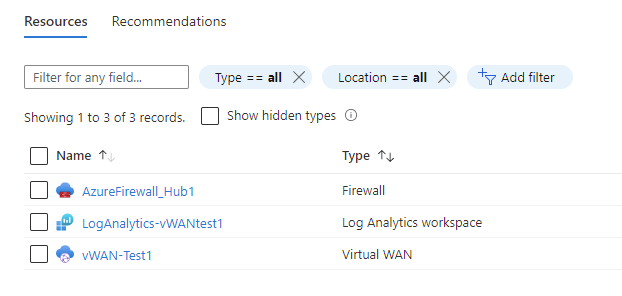 Resources Recommendations
Filter for any field... Type == all Location == all Add filter
Showing 1 to 3 of 3 records. Show hidden types
Name Type
AzureFirewall_Hub1 Firewall
LogAnalytics-vWANtest1 Log Analytics workspace
vWAN-Test1 Virtual WAN